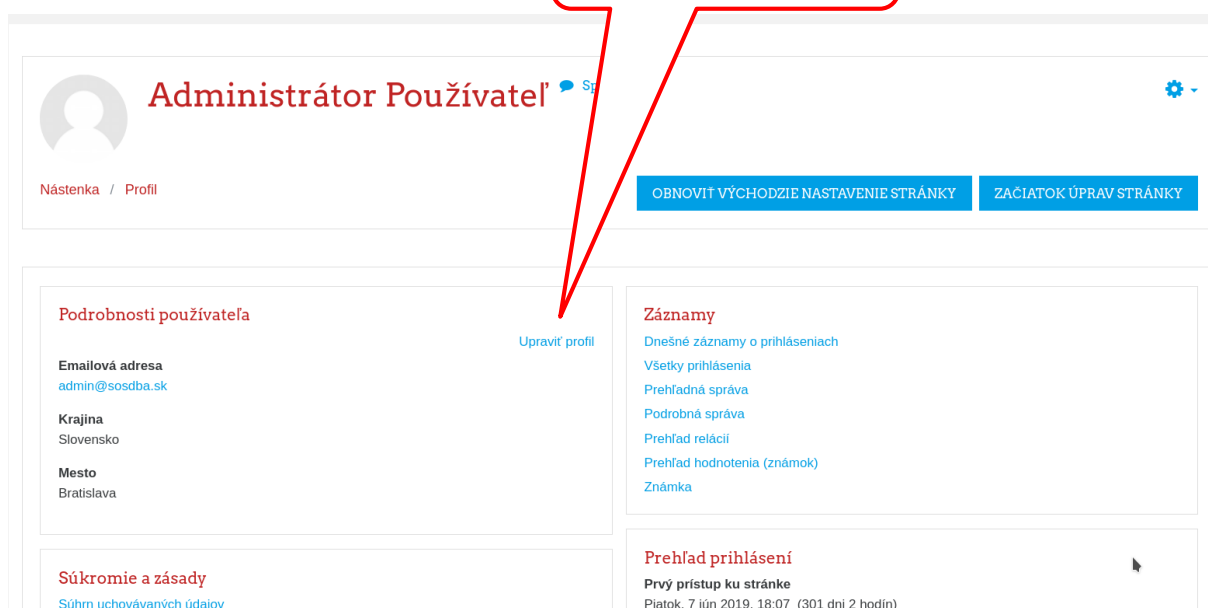 Administrátor Používateľ
Nástenka / Profil
OBNOVIŤ VÝCHODZIE NASTAVENIE STRÁNKY
ZAČIATOK ÚPRAV STRÁNKY
Podrobnosti používateľa
Upraviť profil
Emailová adresa
admin@sosdba.sk
Krajina
Slovensko
Mesto
Bratislava
Súkromie a zásady
Súhrn uchovávaných údajov
Záznamy
Dnešné záznamy o prihláseniach
Všetky prihlásenia
Prehľadná správa
Podrobná správa
Prehľad relácií
Prehľad hodnotenia (známok)
Známka
Prehľad prihlásení
Prvý prístup ku stránke
Piatok, 7 jún 2019, 18:07 (301 dni 2 hodín)